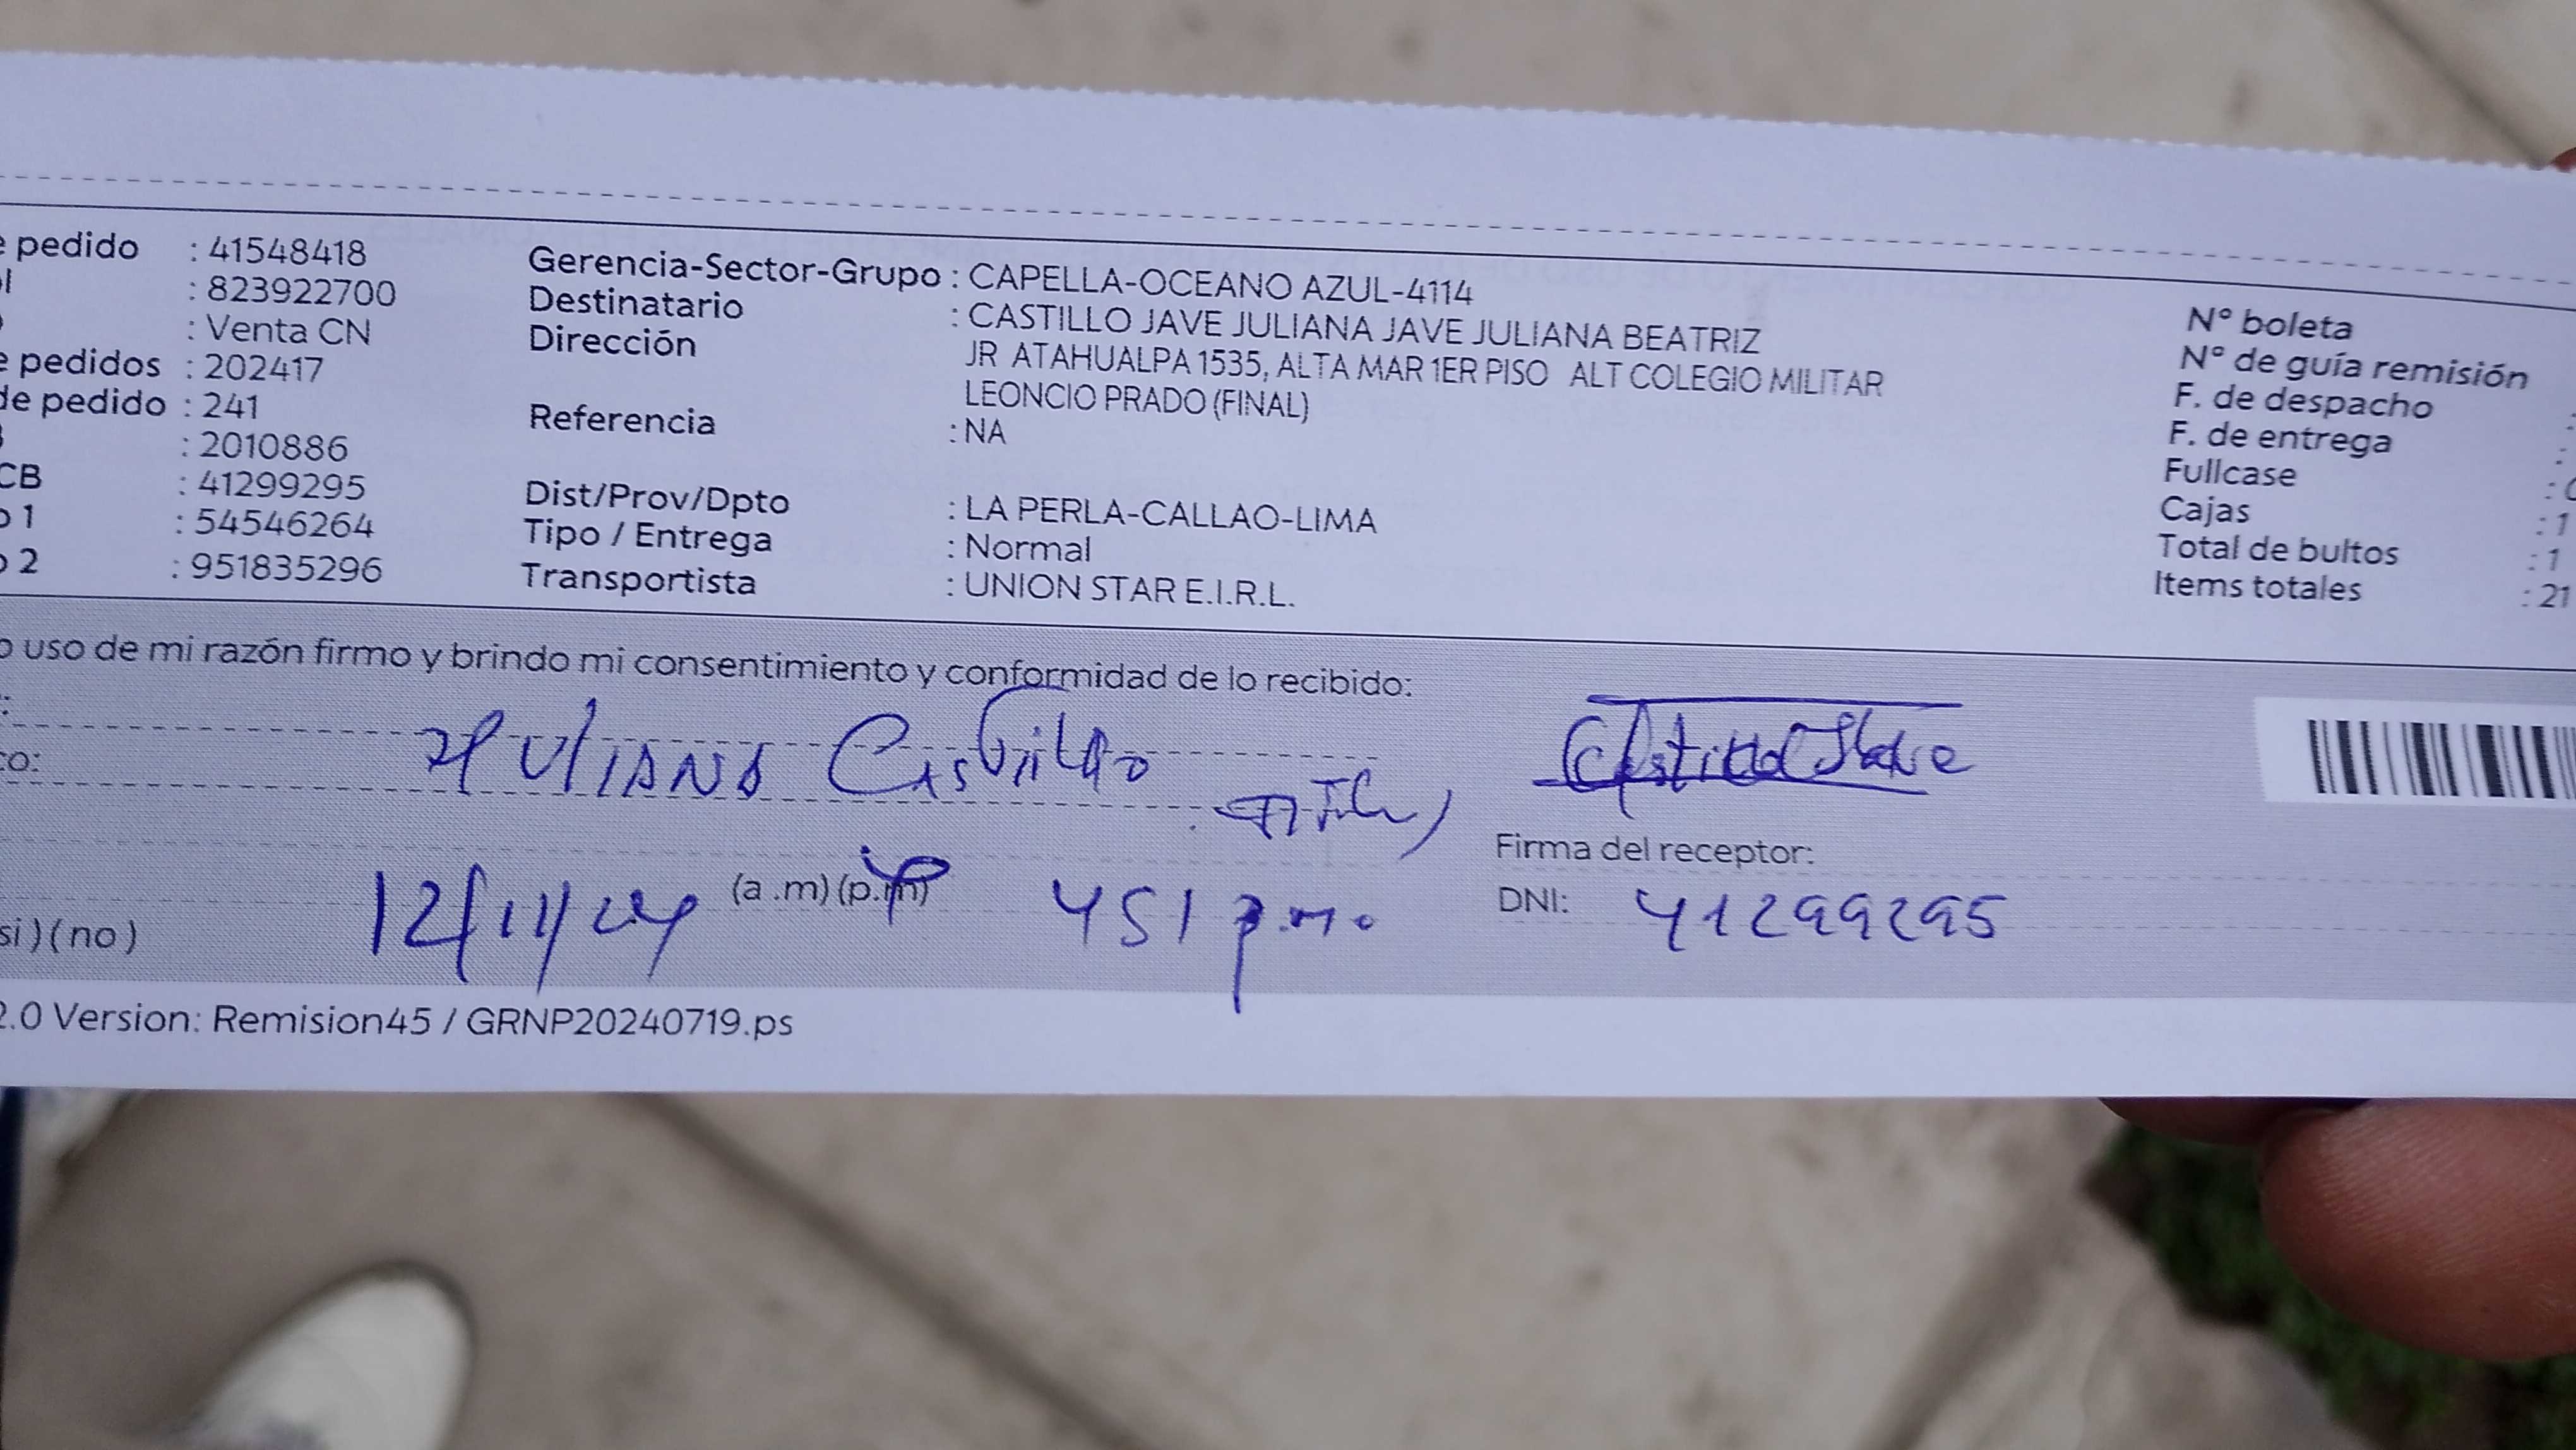 e pedido : 41548418
: 823922700
: Venta CN
e pedidos : 202417
de pedido : 241
: 2010886
CB : 41299295
o 1 : 54546264
o 2 : 951835296
Gerencia-Sector-Grupo : CAPELLA-OCEANO AZUL-4114
Destinatario : CASTILLO JAVE JULIANA JAVE JULIANA BEATRIZ
Dirección JR ATAHUALPA 1535, ALTA MAR 1ER PISO ALT COLEGIO MILITAR
LEONCIO PRADO (FINAL)
Referencia : NA
Dist/Prov/Dpto : LA PERLA-CALLAO-LIMA
Tipo / Entrega : Normal
Transportista : UNION STAR E.I.R.L.
N° boleta
N° de guía remisión
F. de despacho
F. de entrega :
Fullcase
Cajas : 1
Total de bultos : 1
Items totales : 21
o uso de mi razón firmo y brindo mi consentimiento y conformidad de lo recibido:
Juliana Castillo
co:
Castillo Jave
Firma del receptor:
12/11/24 (a .m) (p.m) 451 p.m.
DNI: 41299295
si ) ( no )
2.0 Version: Remision45 / GRNP20240719.ps